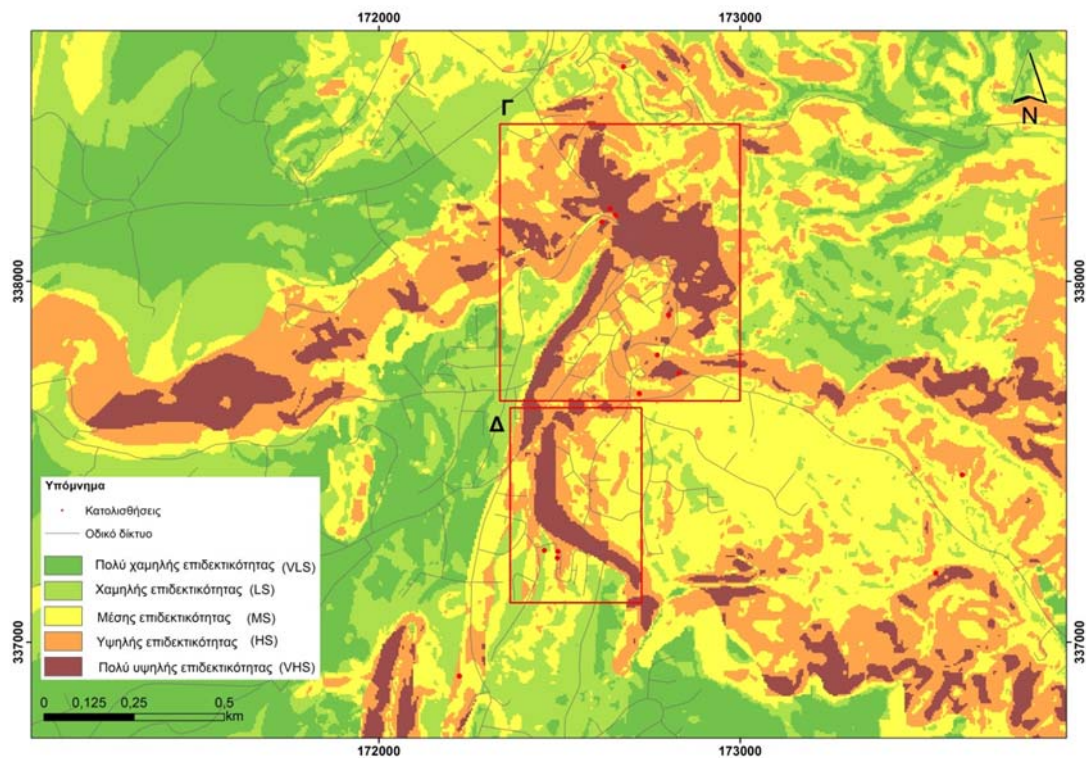 172000
173000
Γ
N
338000
338000
Δ
Υπόμνημα
Κατολισθήσεις
Οδικό δίκτυο
Πολύ χαμηλής επιδεκτικότητας (VLS)
Χαμηλής επιδεκτικότητας (LS)
Μέσης επιδεκτικότητας (MS)
Υψηλής επιδεκτικότητας (HS)
Πολύ υψηλής επιδεκτικότητας (VHS)
337000
337000
0 0,125 0,25 0,5
km
172000
173000